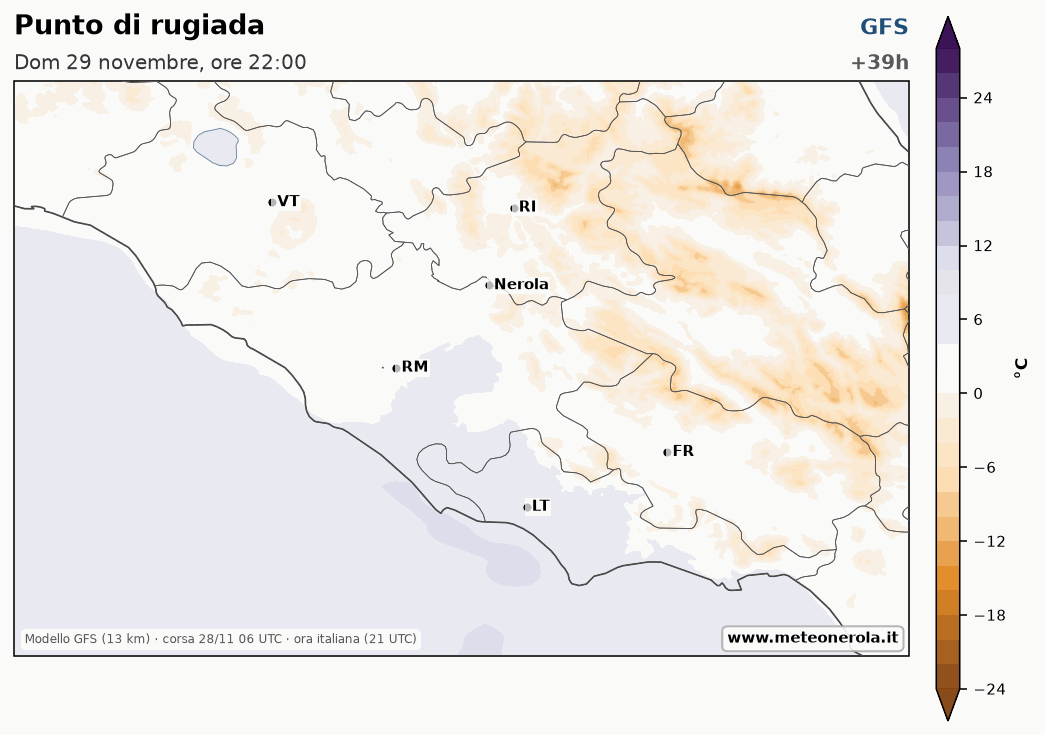 Punto di rugiada
GFS
Dom 29 novembre, ore 22:00
+39h
VT
RI
Nerola
RM
FR
LT
Modello GFS (13 km) · corsa 28/11 06 UTC · ora italiana (21 UTC)
www.meteonerola.it
24
18
12
6
0
−6
−12
−18
−24
°C